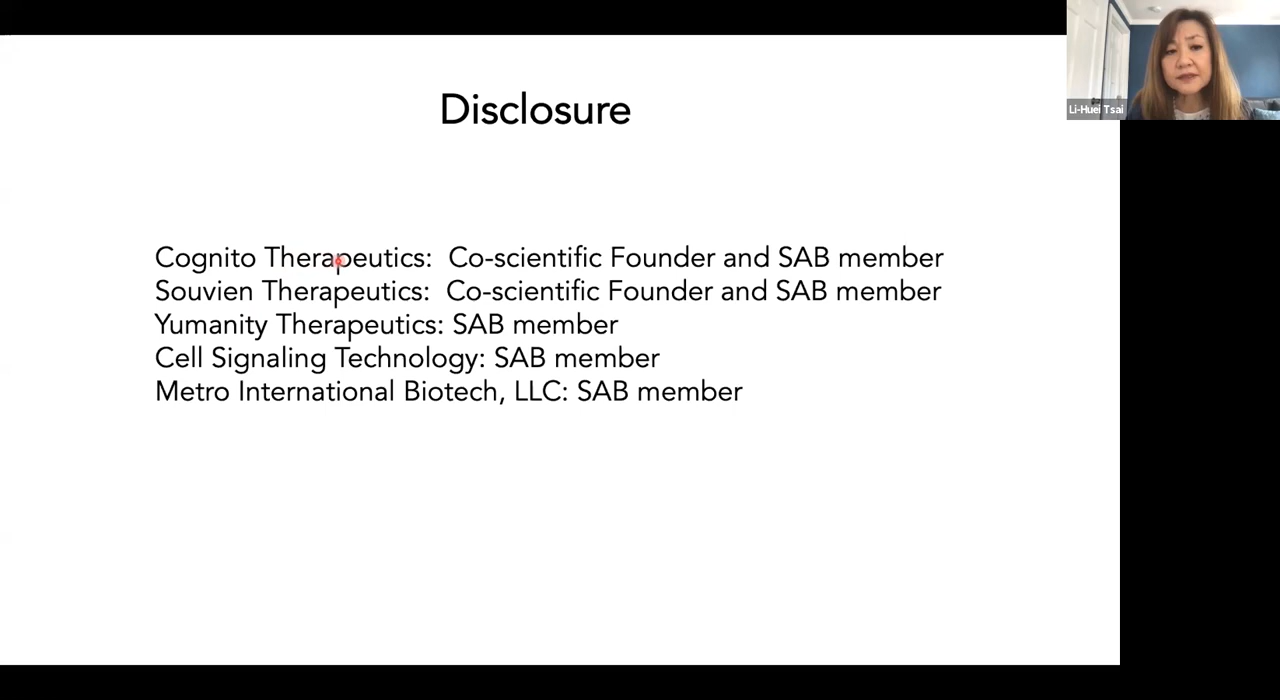 Disclosure
Li-Huei Tsai
Cognito Therapeutics: Co-scientific Founder and SAB member
Souvien Therapeutics: Co-scientific Founder and SAB member
Yumanity Therapeutics: SAB member
Cell Signaling Technology: SAB member
Metro International Biotech, LLC: SAB member